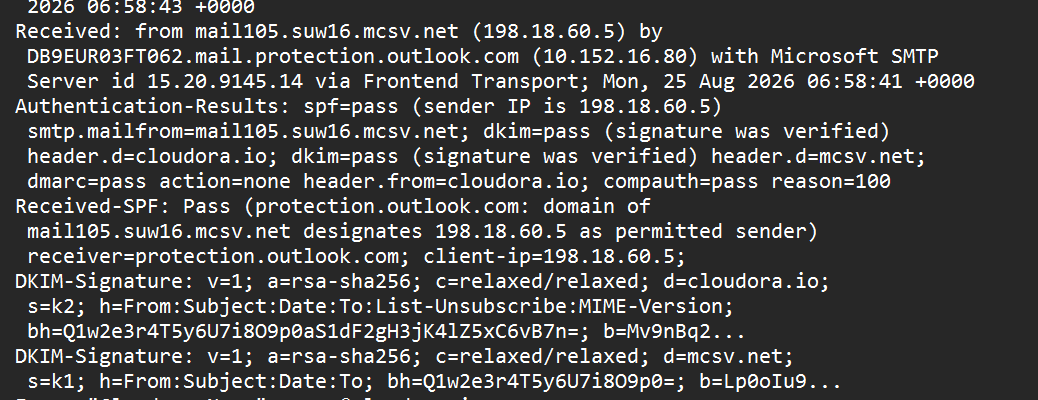 2026 06:58:43 +0000
Received: from mail105.suw16.mcsv.net (198.18.60.5) by
DB9EUR03FT062.mail.protection.outlook.com (10.152.16.80) with Microsoft SMTP
Server id 15.20.9145.14 via Frontend Transport; Mon, 25 Aug 2026 06:58:41 +0000
Authentication-Results: spf=pass (sender IP is 198.18.60.5)
smtp.mailfrom=mail105.suw16.mcsv.net; dkim=pass (signature was verified)
header.d=cloudora.io; dkim=pass (signature was verified) header.d=mcsv.net;
dmarc=pass action=none header.from=cloudora.io; compauth=pass reason=100
Received-SPF: Pass (protection.outlook.com: domain of
mail105.suw16.mcsv.net designates 198.18.60.5 as permitted sender)
receiver=protection.outlook.com; client-ip=198.18.60.5;
DKIM-Signature: v=1; a=rsa-sha256; c=relaxed/relaxed; d=cloudora.io;
s=k2; h=From:Subject:Date:To:List-Unsubscribe:MIME-Version;
bh=Q1w2e3r4T5y6U7i8O9p0aS1dF2gH3jK4lZ5xC6vB7n=; b=Mv9nBq2...
DKIM-Signature: v=1; a=rsa-sha256; c=relaxed/relaxed; d=mcsv.net;
s=k1; h=From:Subject:Date:To; bh=Q1w2e3r4T5y6U7i8O9p0=; b=Lp0oIu9...